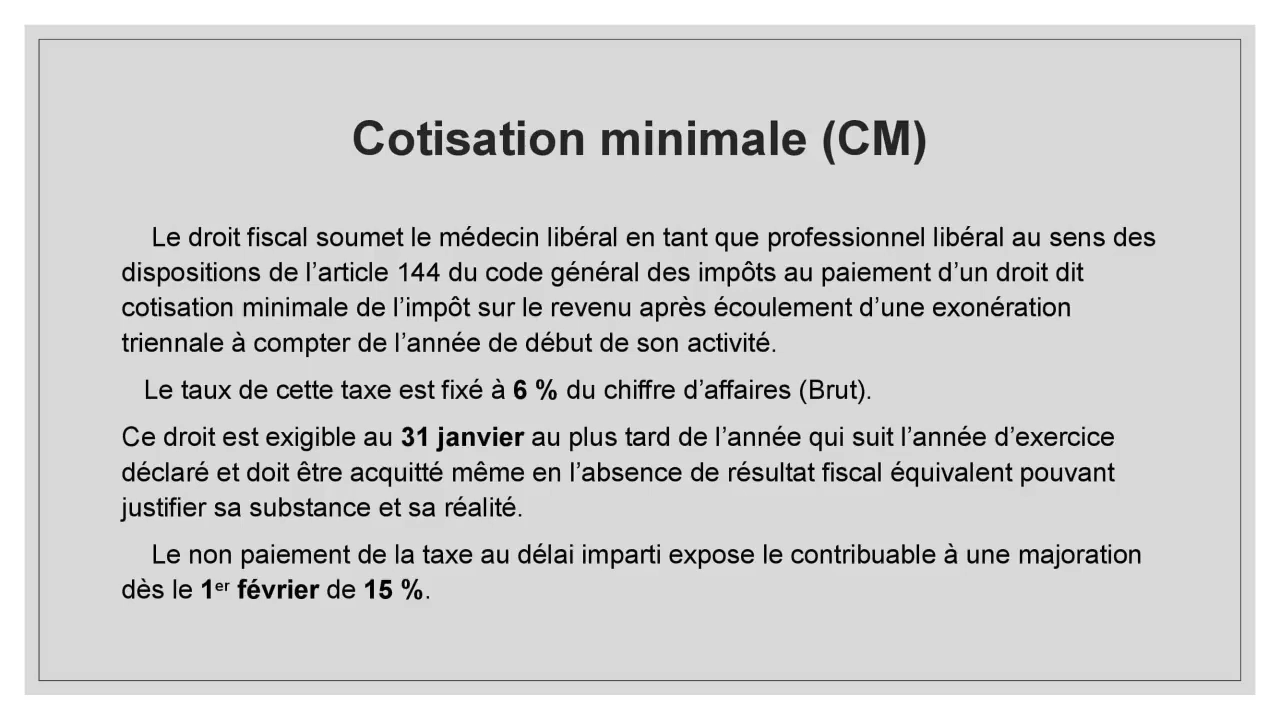 Cotisation minimale (CM)
Le droit fiscal soumet le médecin libéral en tant que professionnel libéral au sens des
dispositions de l’article 144 du code général des impôts au paiement d’un droit dit
cotisation minimale de l’impôt sur le revenu après écoulement d’une exonération
triennale à compter de l’année de début de son activité.
Le taux de cette taxe est fixé à 6 % du chiffre d’affaires (Brut).
Ce droit est exigible au 31 janvier au plus tard de l’année qui suit l’année d’exercice
déclaré et doit être acquitté même en l’absence de résultat fiscal équivalent pouvant
justifier sa substance et sa réalité.
Le non paiement de la taxe au délai imparti expose le contribuable à une majoration
dès le 1er février de 15 %.